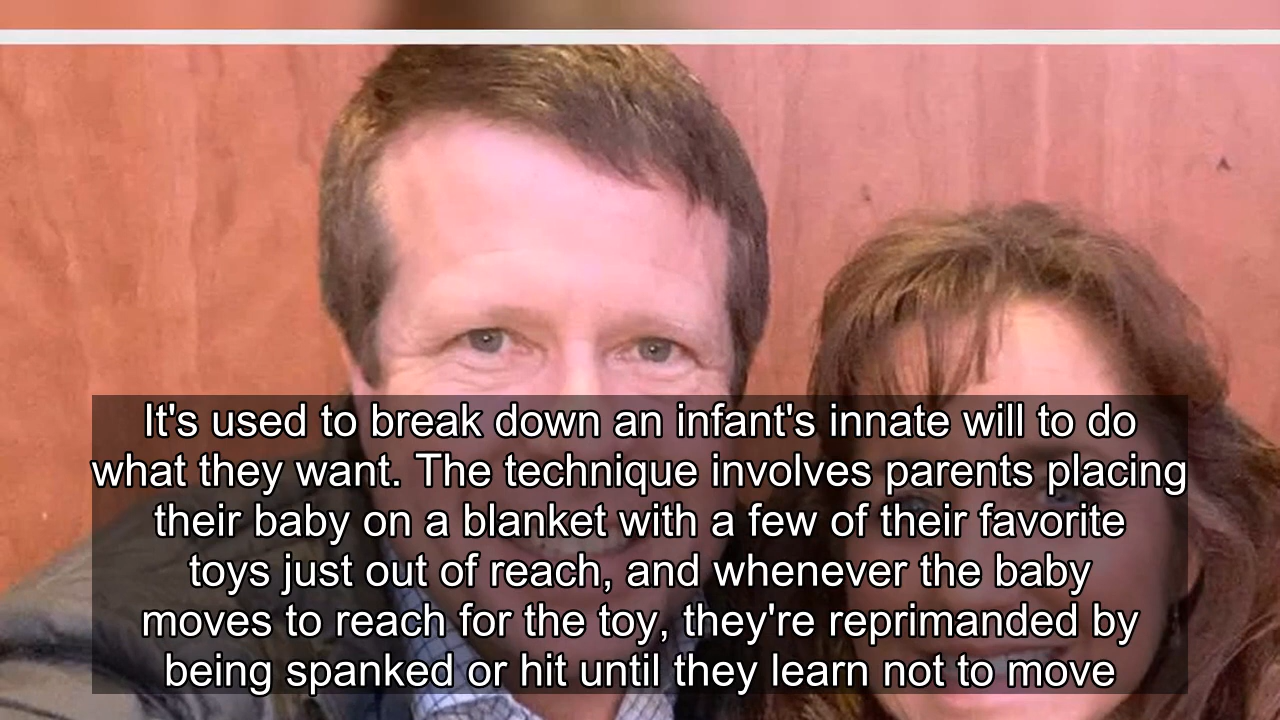 It's used to break down an infant's innate will to do
what they want. The technique involves parents placing
their baby on a blanket with a few of their favorite
toys just out of reach, and whenever the baby
moves to reach for the toy, they're reprimanded by
being spanked or hit until they learn not to move